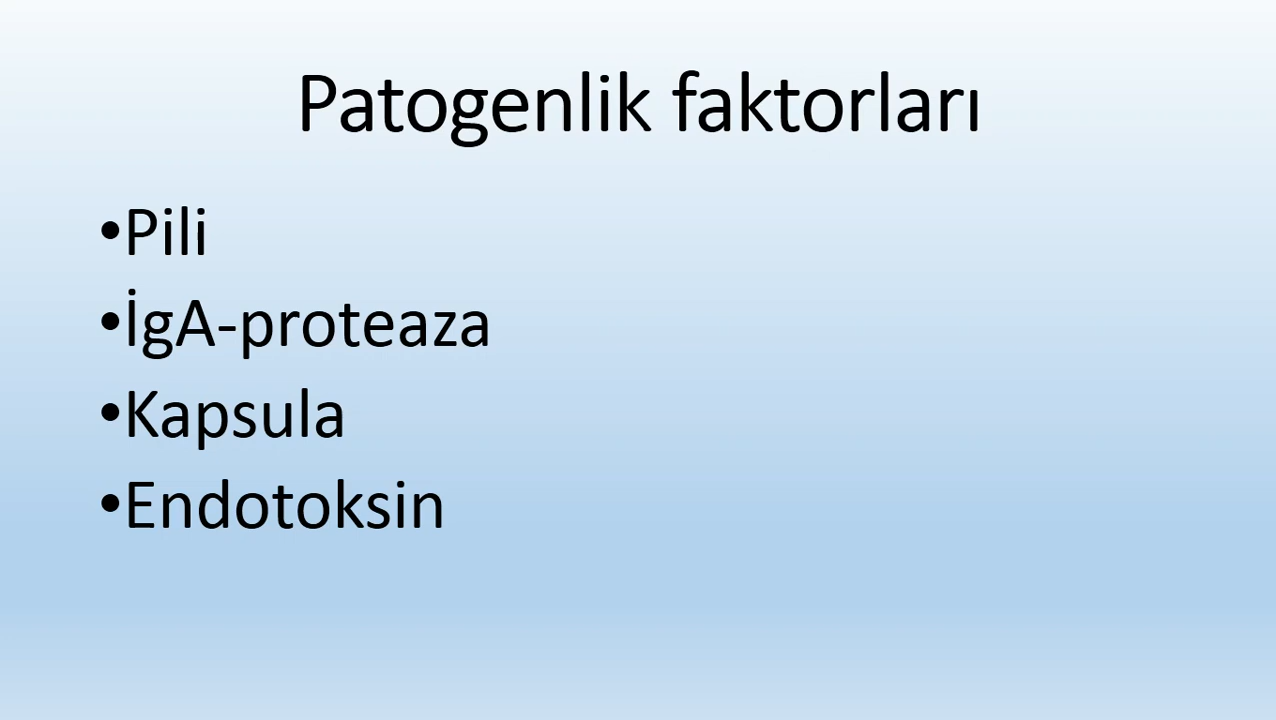 Patogenlik faktorları
•Pili
•İgA-proteaza
•Kapsula
•Endotoksin